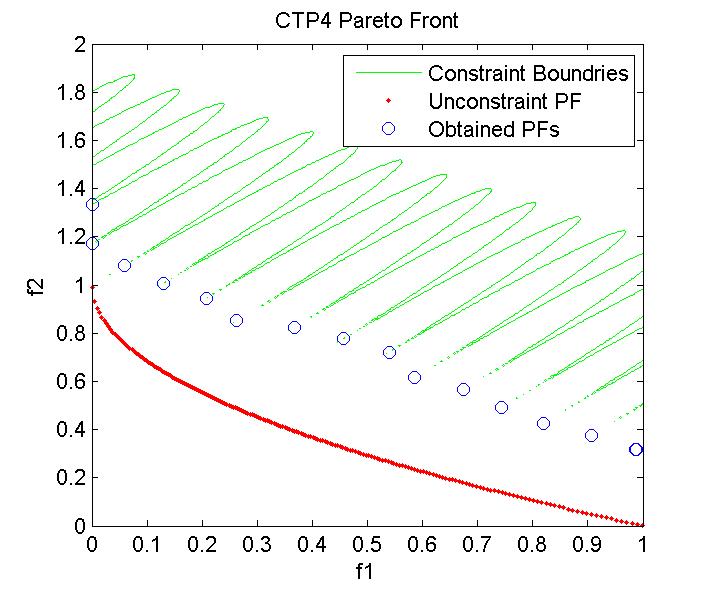 CTP4 Pareto Front
2
1.8
1.6
1.4
1.2
1
0.8
0.6
0.4
0.2
0
f2
Constraint Boundries
Unconstraint PF
Obtained PFs
0 0.1 0.2 0.3 0.4 0.5 0.6 0.7 0.8 0.9 1
f1